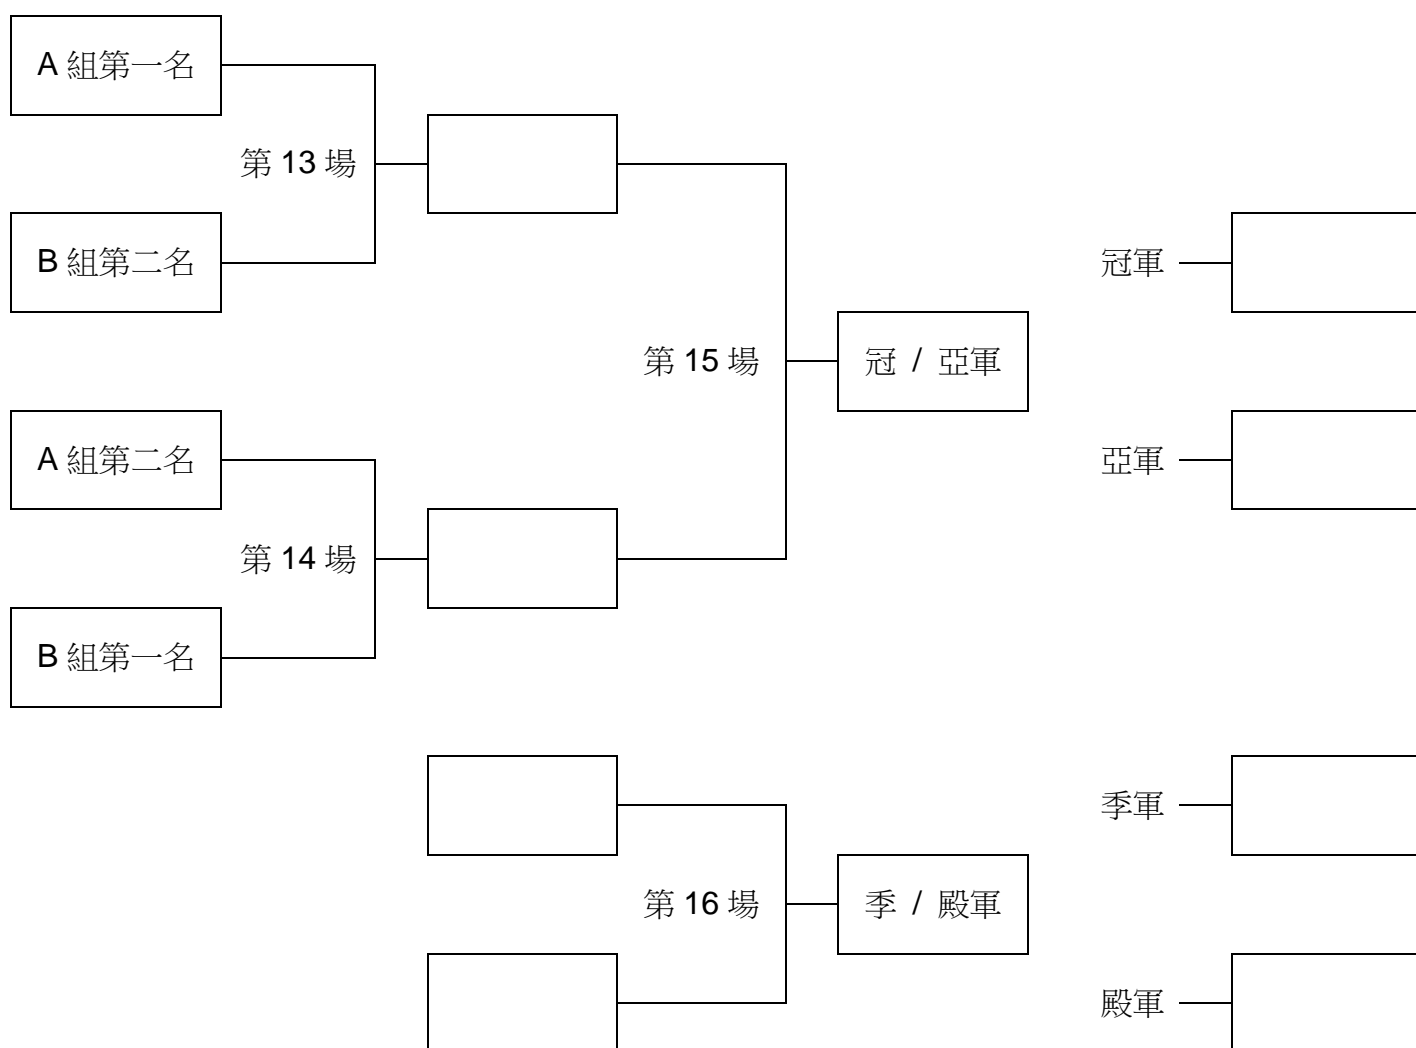 A 組第一名
第 13 場
B 組第二名
冠軍
第 15 場
冠 / 亞軍
A 組第二名
亞軍
第 14 場
B 組第一名
季軍
第 16 場
季 / 殿軍
殿軍